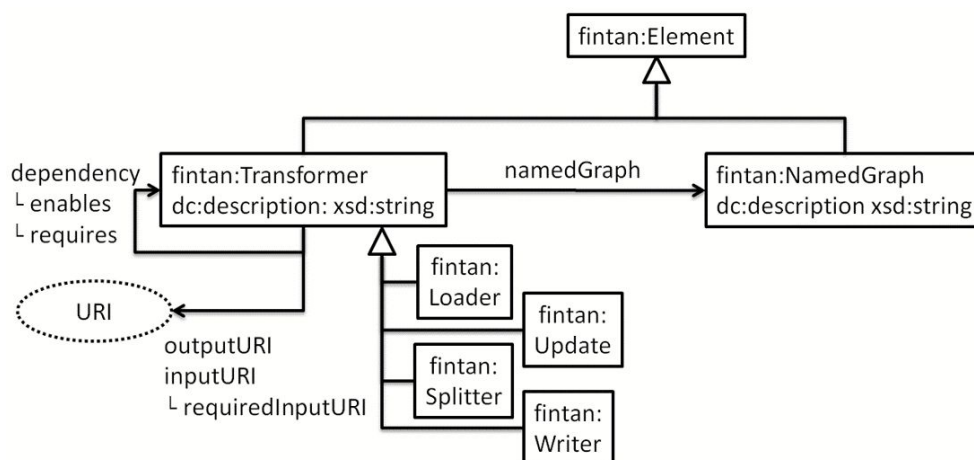 fintan:Element
dependency
└ enables
└ requires
fintan:Transformer
dc:description: xsd:string
namedGraph
fintan:NamedGraph
dc:description xsd:string
URI
outputURI
inputURI
└ requiredInputURI
fintan:
Loader
fintan:
Update
fintan:
Splitter
fintan:
Writer